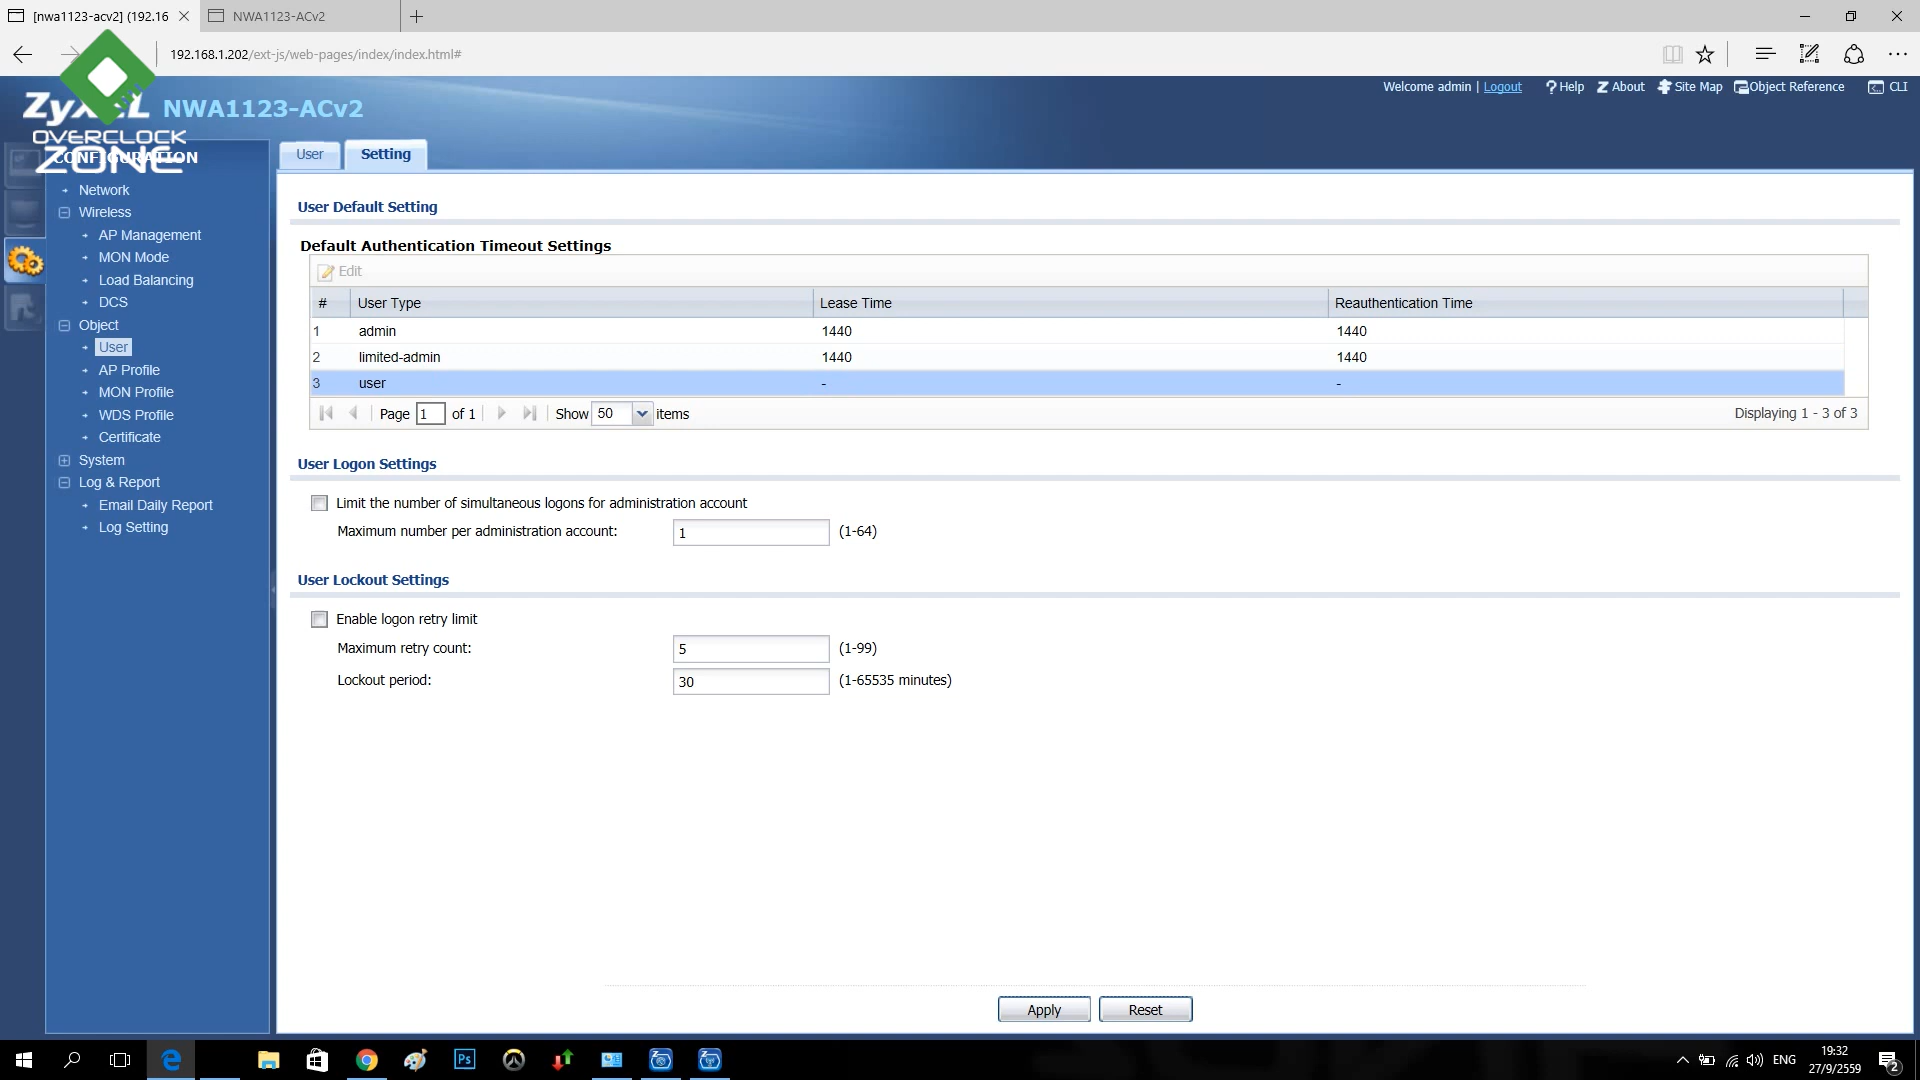 [nwa1123-acv2] (192.16
NWA1123-ACv2
192.168.1.202/ext-js/web-pages/index/index.html#
ZyXEL NWA1123-ACv2
Welcome admin | Logout ?Help Z About Site Map Object Reference CLI
OVERCLOCK
ZONE
CONFIGURATION
Network
Wireless
AP Management
MON Mode
Load Balancing
DCS
Object
User
AP Profile
MON Profile
WDS Profile
Certificate
System
Log & Report
Email Daily Report
Log Setting
User Setting
User Default Setting
Default Authentication Timeout Settings
Edit
# User Type Lease Time Reauthentication Time
1 admin 1440 1440
2 limited-admin 1440 1440
3 user - -
Page 1 of 1 Show 50 items Displaying 1 - 3 of 3
User Logon Settings
Limit the number of simultaneous logons for administration account
Maximum number per administration account: 1 (1-64)
User Lockout Settings
Enable logon retry limit
Maximum retry count: 5 (1-99)
Lockout period: 30 (1-65535 minutes)
Apply Reset
Ps
ENG
19:32
27/9/2559
2